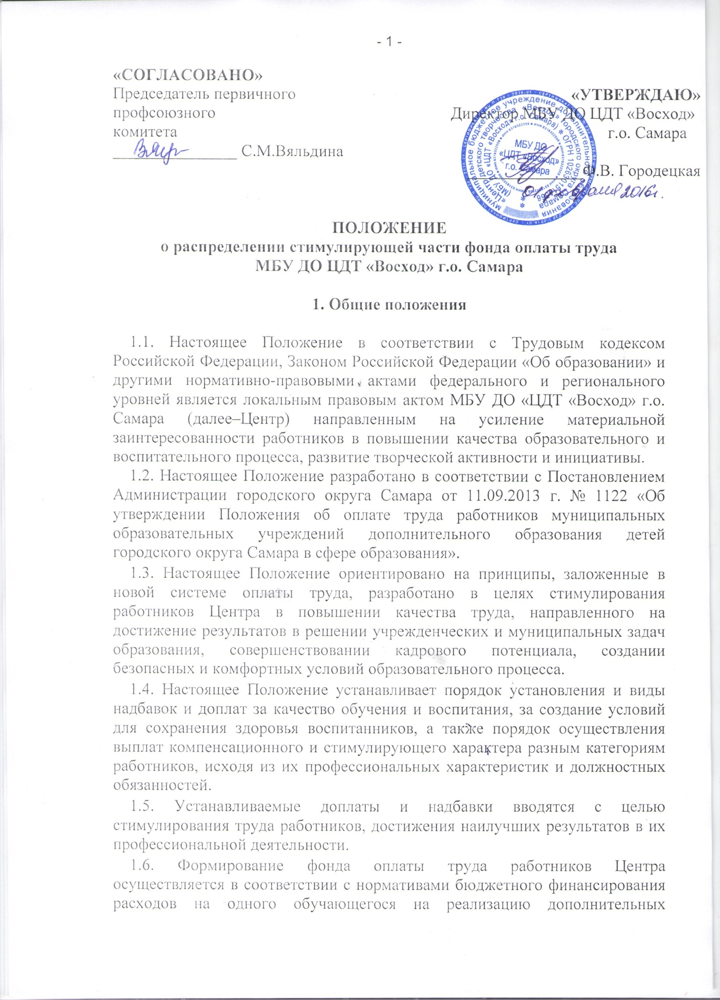 - 1 -
«СОГЛАСОВАНО»
Председатель первичного
профсоюзного
комитета
_______________ С.М.Вяльдина
«УТВЕРЖДАЮ»
Директор МБУ ДО ЦДТ «Восход»
г.о. Самара
Ф.В. Городецкая
2016г.
МБУ ДО
«ЦДТ «Восход»
г.о. Самара
ПОЛОЖЕНИЕ
о распределении стимулирующей части фонда оплаты труда
МБУ ДО ЦДТ «Восход» г.о. Самара
1. Общие положения
1.1. Настоящее Положение в соответствии с Трудовым кодексом
Российской Федерации, Законом Российской Федерации «Об образовании» и
другими нормативно-правовыми актами федерального и регионального
уровней является локальным правовым актом МБУ ДО «ЦДТ «Восход» г.о.
Самара (далее–Центр) направленным на усиление материальной
заинтересованности работников в повышении качества образовательного и
воспитательного процесса, развитие творческой активности и инициативы.
1.2. Настоящее Положение разработано в соответствии с Постановлением
Администрации городского округа Самара от 11.09.2013 г. № 1122 «Об
утверждении Положения об оплате труда работников муниципальных
образовательных учреждений дополнительного образования детей
городского округа Самара в сфере образования».
1.3. Настоящее Положение ориентировано на принципы, заложенные в
новой системе оплаты труда, разработано в целях стимулирования
работников Центра в повышении качества труда, направленного на
достижение результатов в решении учрежденческих и муниципальных задач
образования, совершенствовании кадрового потенциала, создании
безопасных и комфортных условий образовательного процесса.
1.4. Настоящее Положение устанавливает порядок установления и виды
надбавок и доплат за качество обучения и воспитания, за создание условий
для сохранения здоровья воспитанников, а также порядок осуществления
выплат компенсационного и стимулирующего характера разным категориям
работников, исходя из их профессиональных характеристик и должностных
обязанностей.
1.5. Устанавливаемые доплаты и надбавки вводятся с целью
стимулирования труда работников, достижения наилучших результатов в их
профессиональной деятельности.
1.6. Формирование фонда оплаты труда работников Центра
осуществляется в соответствии с нормативами бюджетного финансирования
расходов на одного обучающегося на реализацию дополнительных